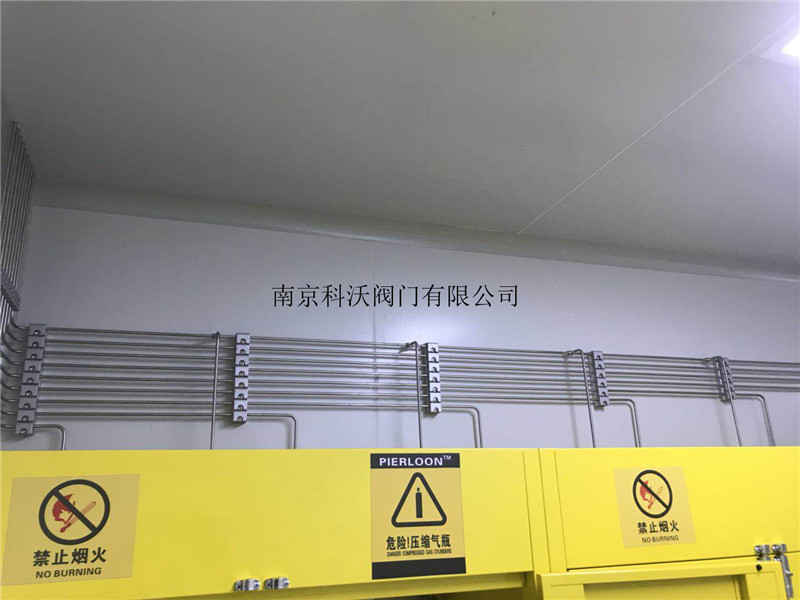 南京科沃阀门有限公司
PIERLOON™
危险!压缩气瓶
DANGER COMPRESSED GAS CYLINDERS
禁止烟火
NO BURNING
禁止烟火
NO BURNING